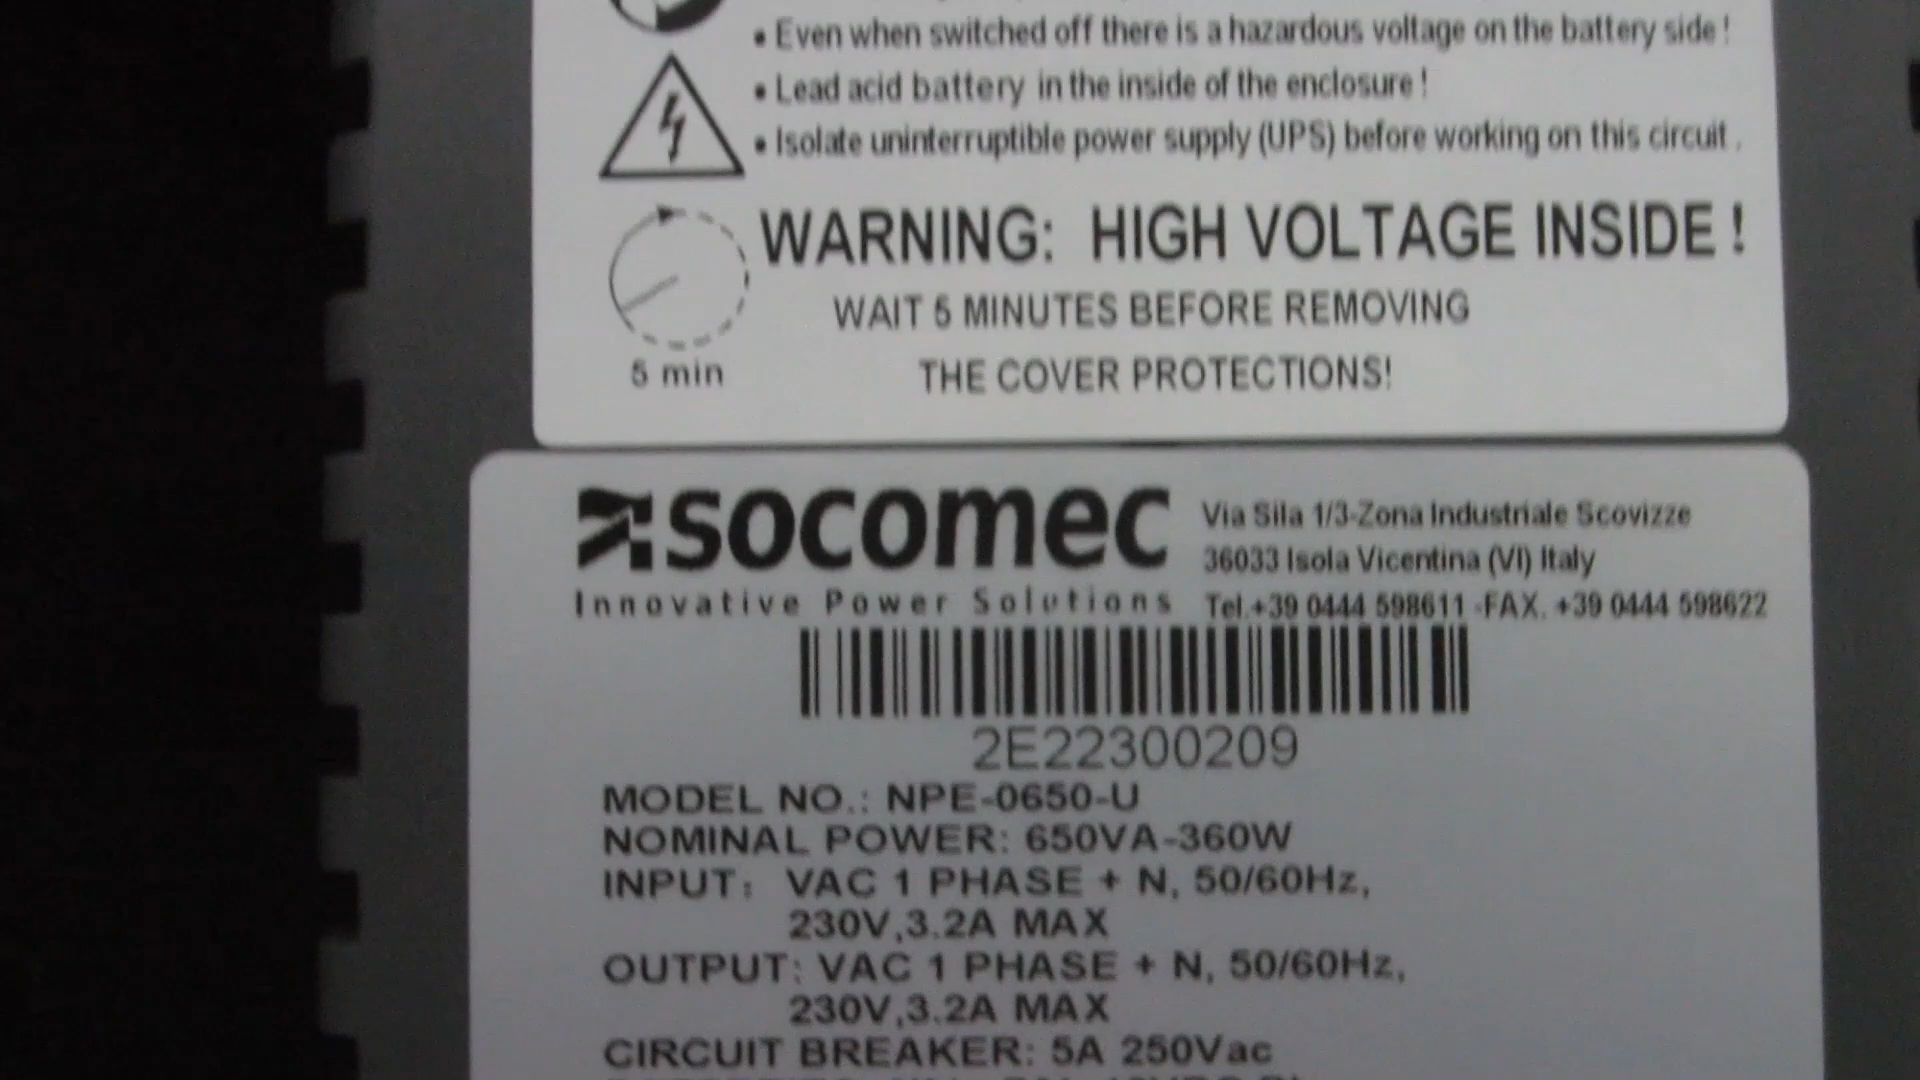 • Even when switched off there is a hazardous voltage on the battery side !
• Lead acid battery in the inside of the enclosure !
• Isolate uninterruptible power supply (UPS) before working on this circuit .
WARNING: HIGH VOLTAGE INSIDE !
WAIT 5 MINUTES BEFORE REMOVING
5 min
THE COVER PROTECTIONS!
socomec
Innovative Power Solutions
Via Sila 1/3-Zona Industriale Scovizze
36033 Isola Vicentina (VI) Italy
Tel.+39 0444 598611 -FAX. +39 0444 598622
2E22300209
MODEL NO.: NPE-0650-U
NOMINAL POWER: 650VA-360W
INPUT: VAC 1 PHASE + N, 50/60Hz,
230V,3.2A MAX
OUTPUT: VAC 1 PHASE + N, 50/60Hz,
230V,3.2A MAX
CIRCUIT BREAKER: 5A 250Vac